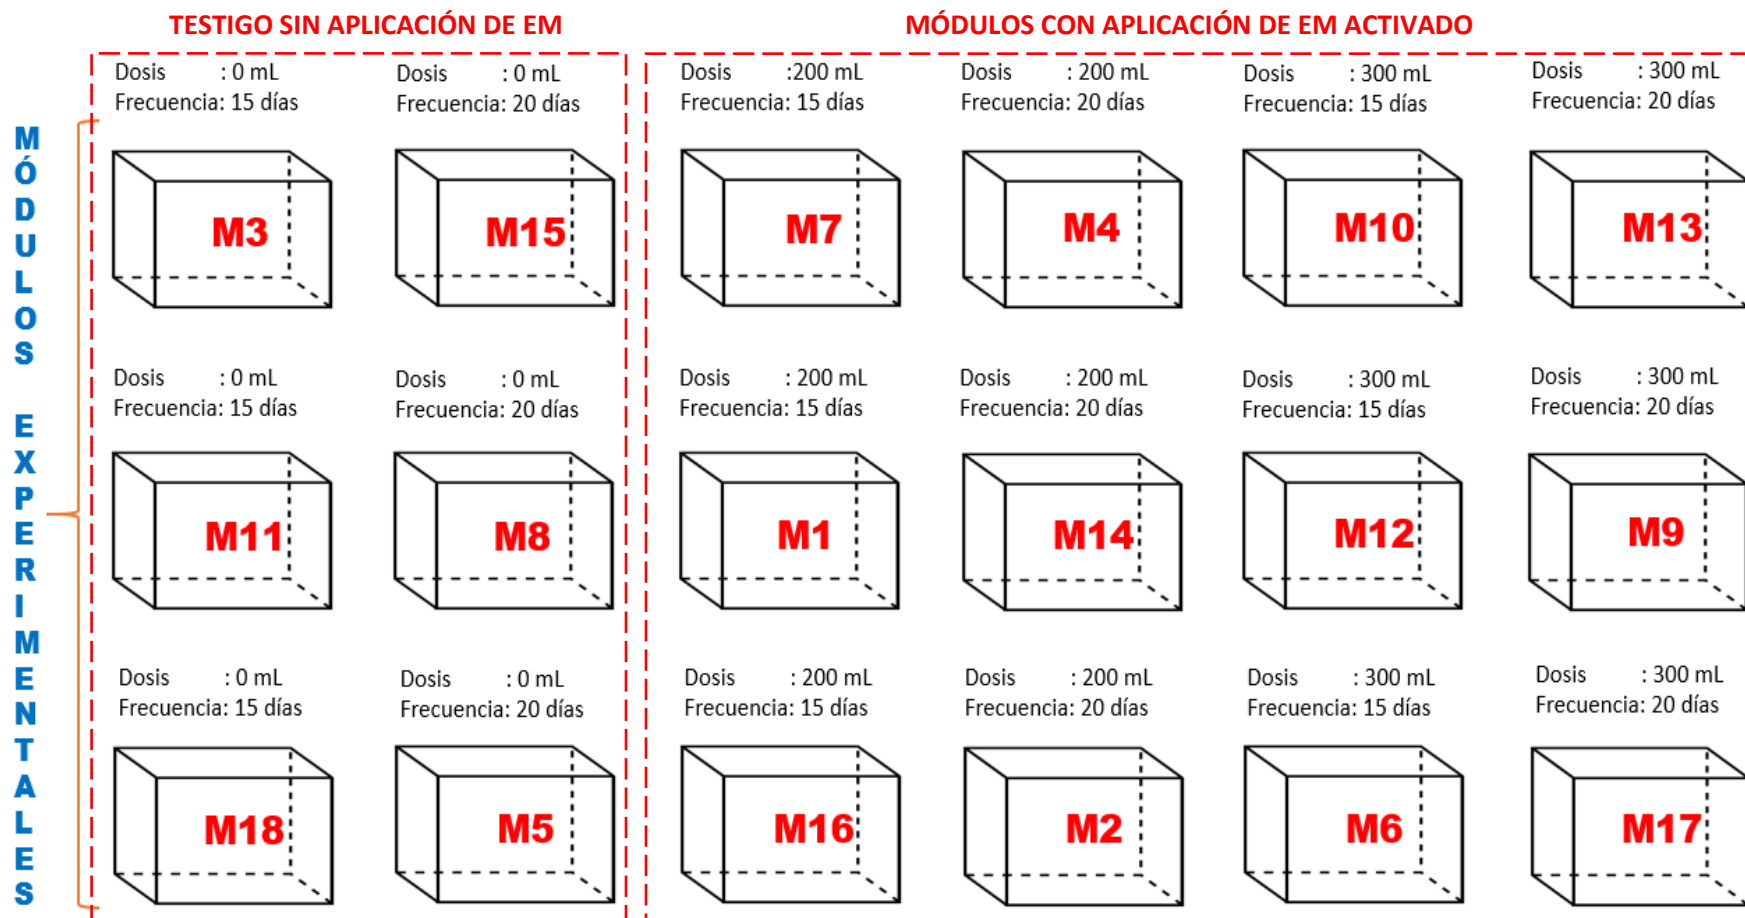 TESTIGO SIN APLICACIÓN DE EM
MÓDULOS CON APLICACIÓN DE EM ACTIVADO
MÓDULOS EXPERIMENTALES
Dosis : 0 mL
Frecuencia: 15 días
M3
Dosis : 0 mL
Frecuencia: 20 días
M15
Dosis :200 mL
Frecuencia: 15 días
M7
Dosis : 200 mL
Frecuencia: 20 días
M4
Dosis : 300 mL
Frecuencia: 15 días
M10
Dosis : 300 mL
Frecuencia: 20 días
M13
Dosis : 0 mL
Frecuencia: 15 días
M11
Dosis : 0 mL
Frecuencia: 20 días
M8
Dosis : 200 mL
Frecuencia: 15 días
M1
Dosis : 200 mL
Frecuencia: 20 días
M14
Dosis : 300 mL
Frecuencia: 15 días
M12
Dosis : 300 mL
Frecuencia: 20 días
M9
Dosis : 0 mL
Frecuencia: 15 días
M18
Dosis : 0 mL
Frecuencia: 20 días
M5
Dosis : 200 mL
Frecuencia: 15 días
M16
Dosis : 200 mL
Frecuencia: 20 días
M2
Dosis : 300 mL
Frecuencia: 15 días
M6
Dosis : 300 mL
Frecuencia: 20 días
M17